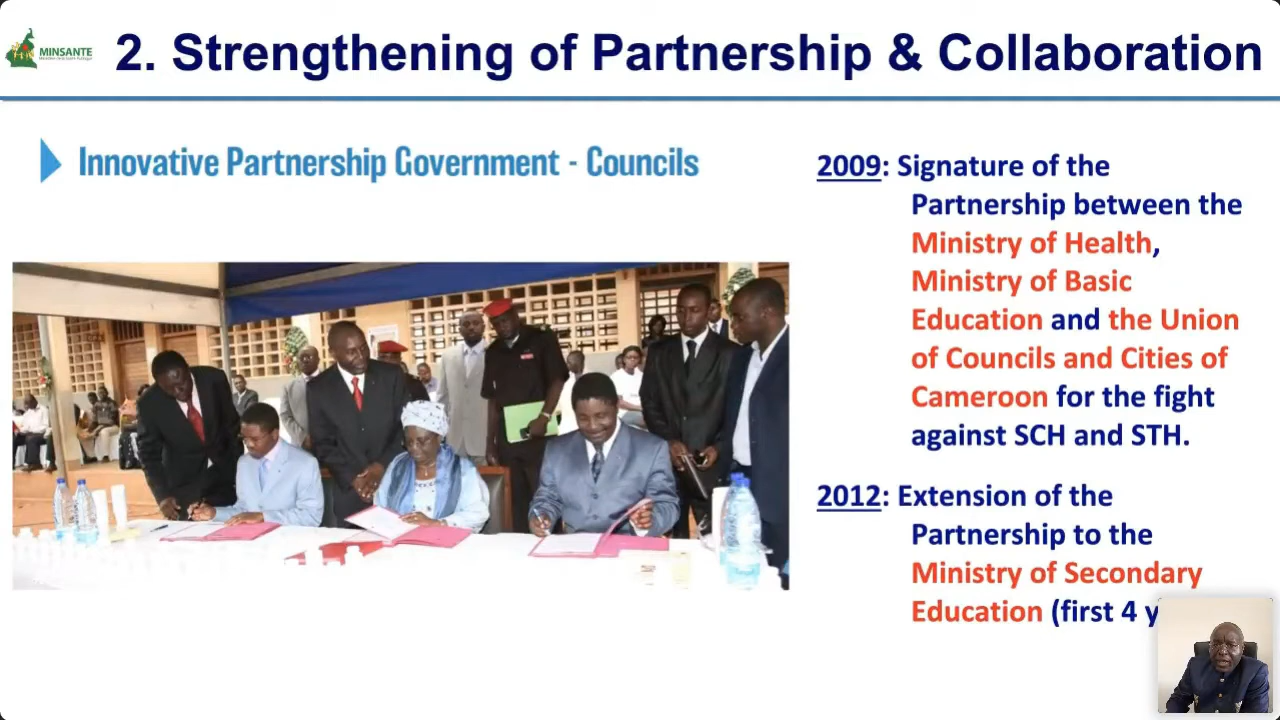 MINSANTE
2. Strengthening of Partnership & Collaboration
Innovative Partnership Government - Councils
2009: Signature of the
Partnership between the
Ministry of Health,
Ministry of Basic
Education and the Union
of Councils and Cities of
Cameroon for the fight
against SCH and STH.
2012: Extension of the
Partnership to the
Ministry of Secondary
Education (first 4 y